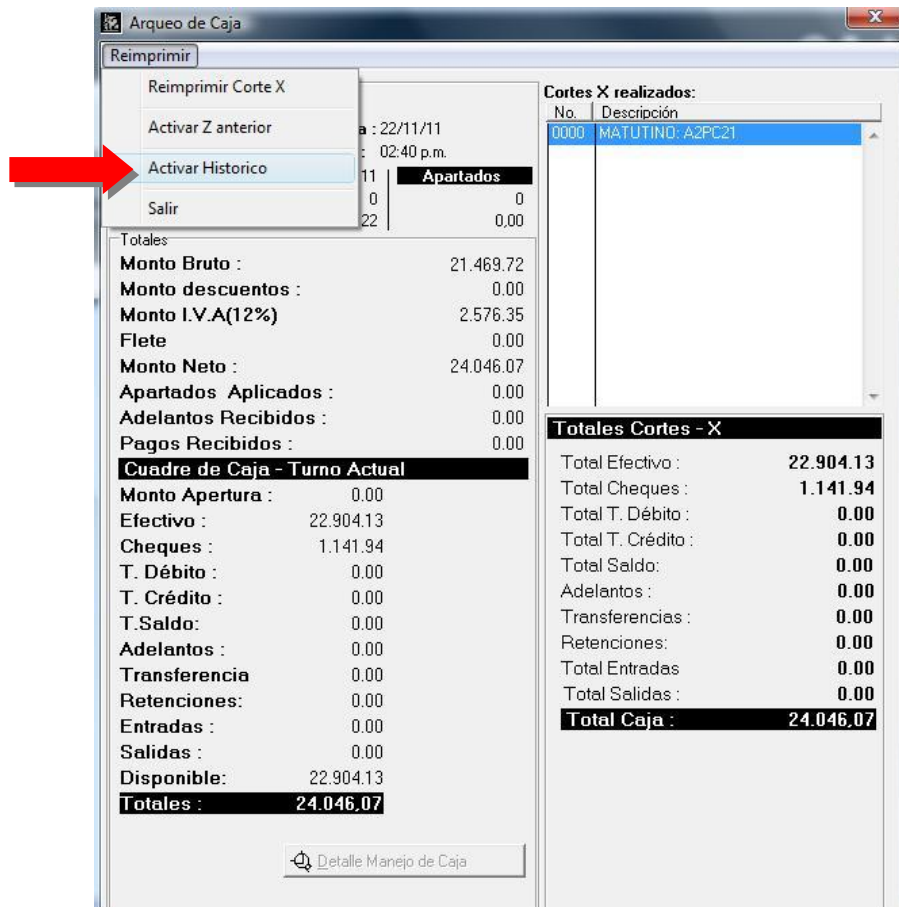 Arqueo de Caja
Reimprimir
Reimprimir Corte X
Activar Z anterior
Activar Historico
Salir
a : 22/11/11
: 02:40 p.m.
11 Apartados
0 0
22 0,00
Totales
Monto Bruto : 21.469.72
Monto descuentos : 0.00
Monto I.V.A(12%) 2.576.35
Flete 0.00
Monto Neto : 24.046.07
Apartados Aplicados : 0.00
Adelantos Recibidos : 0.00
Pagos Recibidos : 0.00
Cuadre de Caja - Turno Actual
Monto Apertura : 0.00
Efectivo : 22.904.13
Cheques : 1.141.94
T. Débito : 0.00
T. Crédito : 0.00
T.Saldo: 0.00
Adelantos : 0.00
Transferencia 0.00
Retenciones: 0.00
Entradas : 0.00
Salidas : 0.00
Disponible: 22.904.13
Totales : 24.046,07
Detalle Manejo de Caja
Cortes X realizados:
No. Descripción
0000 MATUTINO: A2PC21
Totales Cortes - X
Total Efectivo : 22.904.13
Total Cheques : 1.141.94
Total T. Débito : 0.00
Total T. Crédito : 0.00
Total Saldo: 0.00
Adelantos : 0.00
Transferencias : 0.00
Retenciones: 0.00
Total Entradas 0.00
Total Salidas : 0.00
Total Caja : 24.046,07